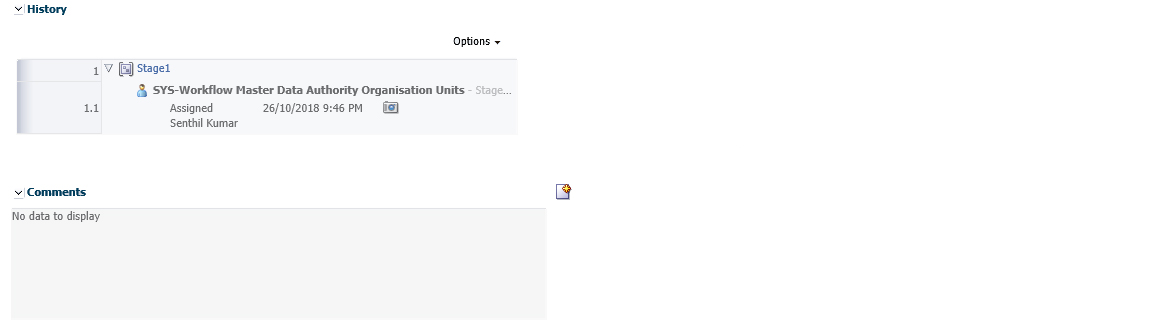 History
Options
1 Stage1
SYS-Workflow Master Data Authority Organisation Units - Stage...
1.1 Assigned 26/10/2018 9:46 PM
Senthil Kumar
Comments
No data to display